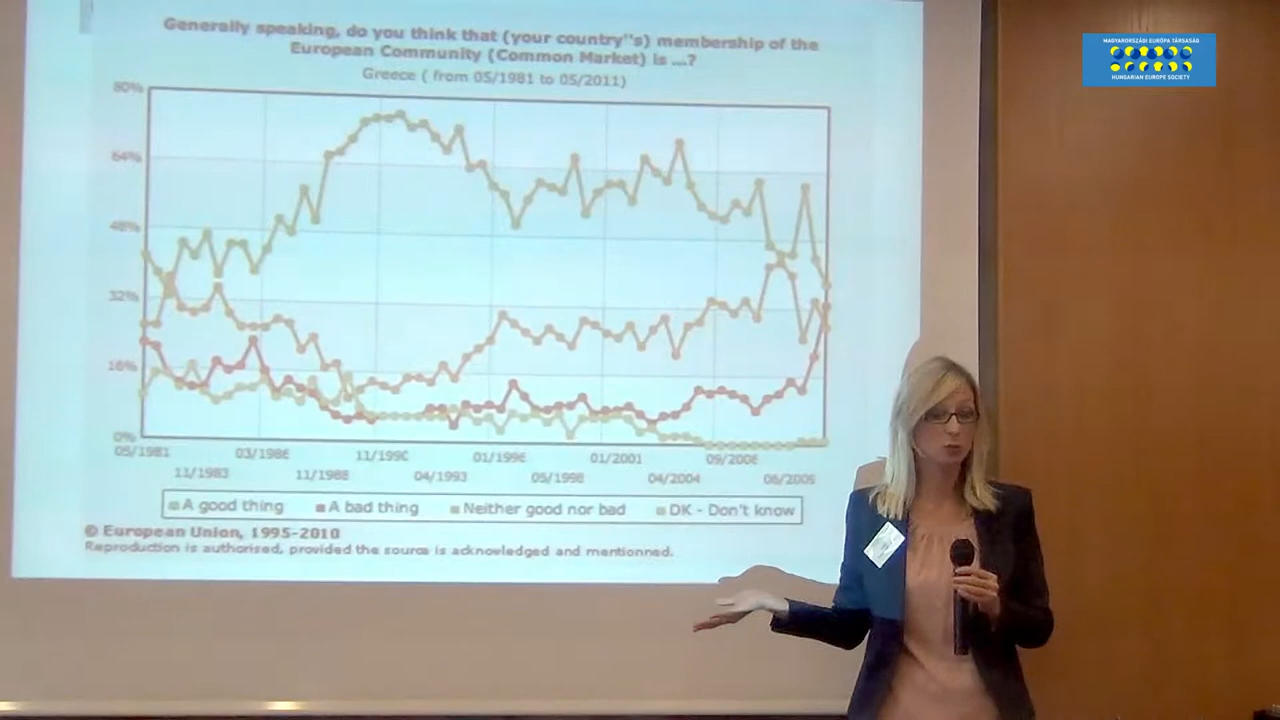 Generally speaking, do you think that (your country''s) membership of the
European Community (Common Market) is ...?
Greece ( from 05/1981 to 05/2011)
80%
64%
48%
32%
16%
0%
05/1981 03/1986 11/1990 01/1996 01/2001 09/2006
11/1983 11/1988 04/1993 05/1998 04/2004 06/2009
A good thing A bad thing Neither good nor bad DK - Don't know
© European Union, 1995-2010
Reproduction is authorised, provided the source is acknowledged and mentionned.
MAGYARORSZÁGI EURÓPA TÁRSASÁG
HUNGARIAN EUROPE SOCIETY